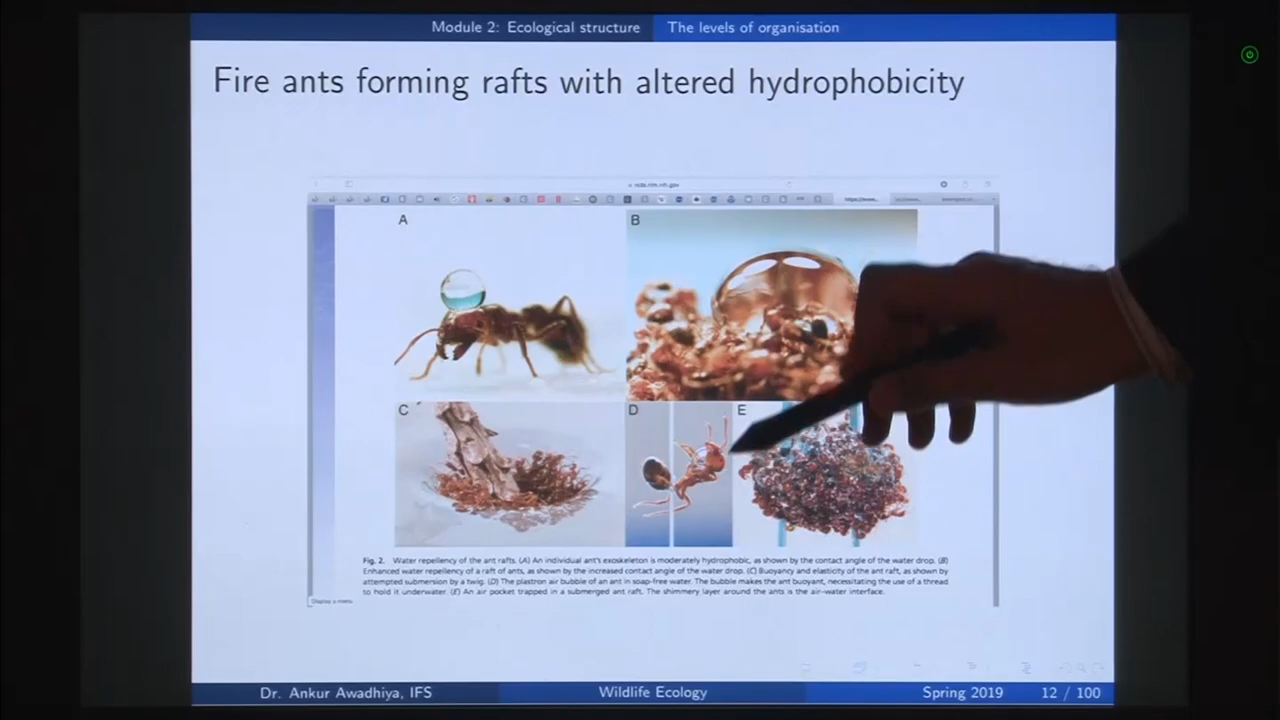 Module 2: Ecological structure
The levels of organisation
Fire ants forming rafts with altered hydrophobicity
A
B
C
D
E
Fig. 2. Water repellency of the ant rafts. (A) An individual ant's exoskeleton is moderately hydrophobic, as shown by the contact angle of the water drop. (B)
Enhanced water repellency of a raft of ants, as shown by the increased contact angle of the water drop. (C) Buoyancy and elasticity of the ant raft, as shown by
attempted submersion by a twig. (D) The plastron air bubble of an ant in soap-free water. The bubble makes the ant buoyant, necessitating the use of a thread
to hold it underwater. (E) An air pocket trapped in a submerged ant raft. The shimmery layer around the ants is the air-water interface.
Display a menu
Dr. Ankur Awadhiya, IFS
Wildlife Ecology
Spring 2019
12 / 100